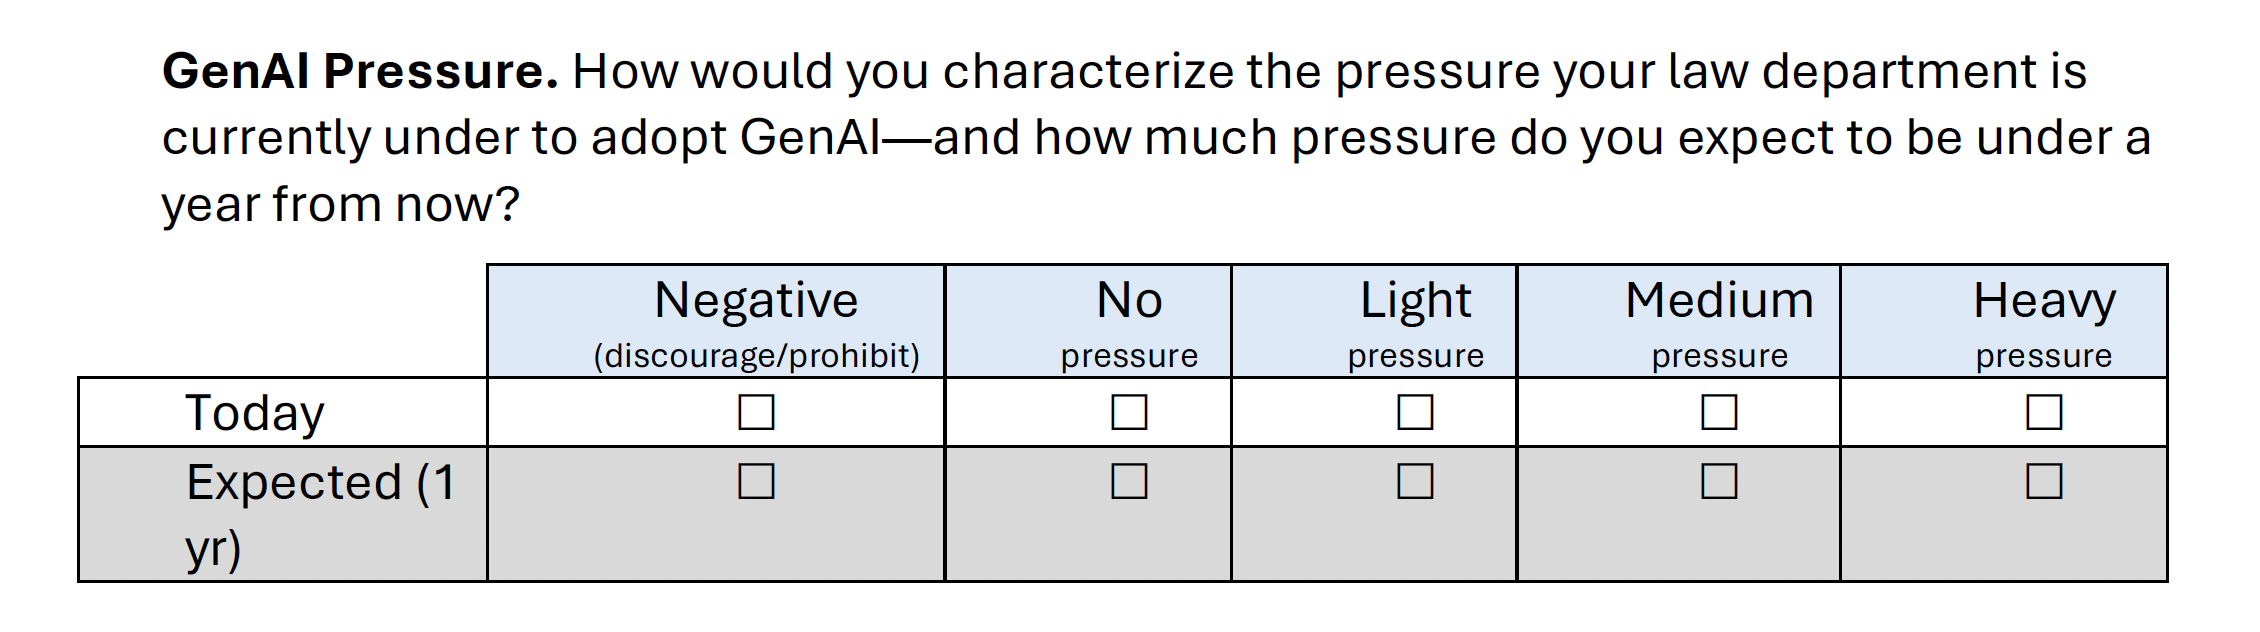 GenAI Pressure. How would you characterize the pressure your law department is
currently under to adopt GenAI—and how much pressure do you expect to be under a
year from now?
Negative No Light Medium Heavy
(discourage/prohibit) pressure pressure pressure pressure
Today ☐ ☐ ☐ ☐ ☐
Expected (1 ☐ ☐ ☐ ☐ ☐
yr)